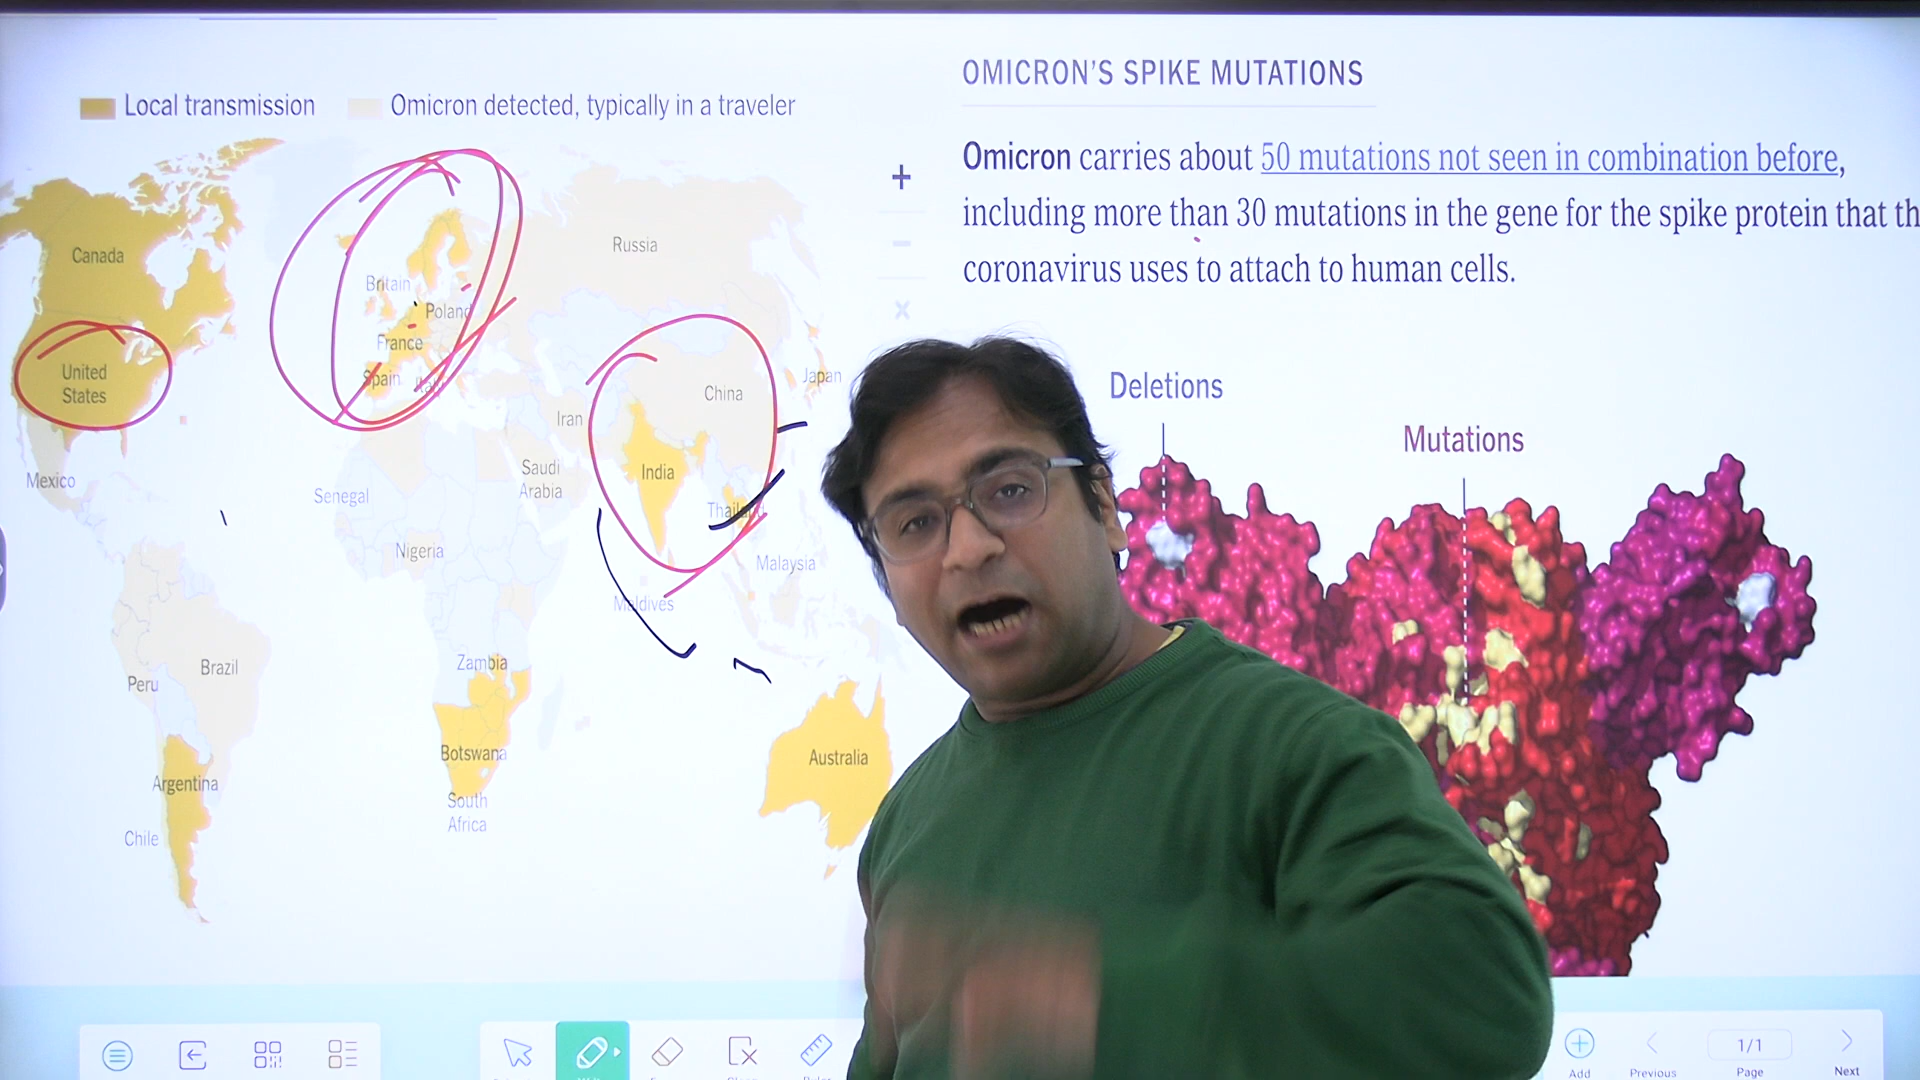 OMICRON'S SPIKE MUTATIONS
Local transmission
Omicron detected, typically in a traveler
Omicron carries about 50 mutations not seen in combination before,
including more than 30 mutations in the gene for the spike protein that th
coronavirus uses to attach to human cells.
Canada
Russia
Britain
Poland
France
United
States
Spain
Italy
China
Japan
Iran
India
Mexico
Senegal
Saudi
Arabia
Thailand
Nigeria
Malaysia
Maldives
Zambia
Brazil
Peru
Botswana
Australia
Argentina
South
Africa
Chile
Deletions
Mutations
1/1
Add
Previous
Page
Next